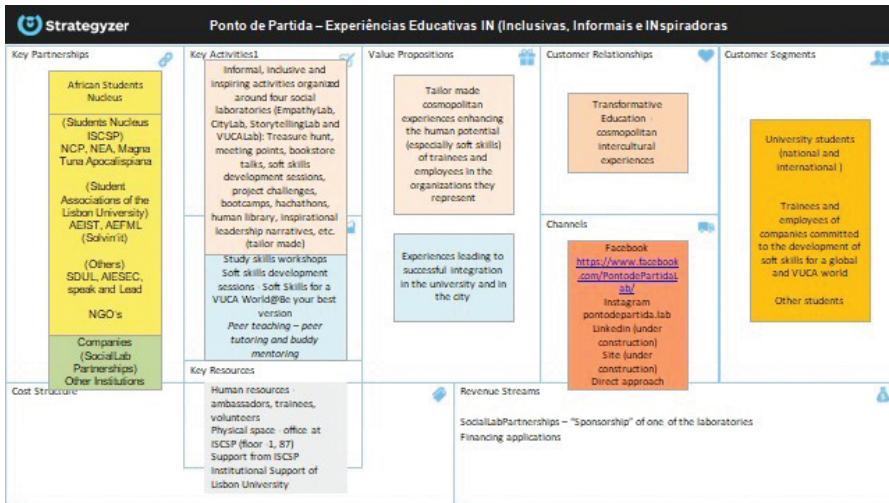 Strategyzer
Ponto de Partida – Experiências Educativas IN (Inclusivas, Informais e INspiradoras
Key Partnerships
African Students
Nucleus
(Students Nucleus
ISCSP)
NCP, NEA, Magna
Tuna Apocalispiana
(Student
Associations of the
Lisbon University)
AEIST, AEFML
(Solvin'it)
(Others)
SDUL, AIESEC,
speak and Lead
NGO's
Companies
(SocialLab
Partnerships)
Other Institutions
Key Activities1
Informal, inclusive and
inspiring activities organized
around four social
laboratories (EmpathyLab,
CityLab, StorytellingLab and
VUCALab): Treasure hunt,
meeting points, bookstore
talks, soft skills
development sessions,
project challenges,
bootcamps, hachathons,
human library, inspirational
leadership narratives, etc.
(tailor made)
Study skills workshops
Soft skills development
sessions - Soft Skills for a
VUCA World@Be your best
version
Peer teaching – peer
tutoring and buddy
mentoring
Key Resources
Human resources -
ambassadors, trainees,
volunteers
Physical space - office at
ISCSP (floor -1, 87)
Support from ISCSP
Institutional Support of
Lisbon University
Value Propositions
Tailor made
cosmopolitan
experiences enhancing
the human potential
(especially soft skills)
of trainees and
employees in the
organizations they
represent
Experiences leading to
successful integration
in the university and in
the city
Customer Relationships
Transformative
Education -
cosmopolitan
intercultural
experiences
Channels
Facebook
https://www.facebook
.com/PontodePartidaL
ab/
Instagram
pontodepartida.lab
Linkedin (under
construction)
Site (under
construction)
Direct approach
Customer Segments
University students
(national and
international )
Trainees and
employees of
companies committed
to the development of
soft skills for a global
and VUCA world
Other students
Cost Structure
Revenue Streams
SocialLabPartnerships – "Sponsorship" of one of the laboratories
Financing applications